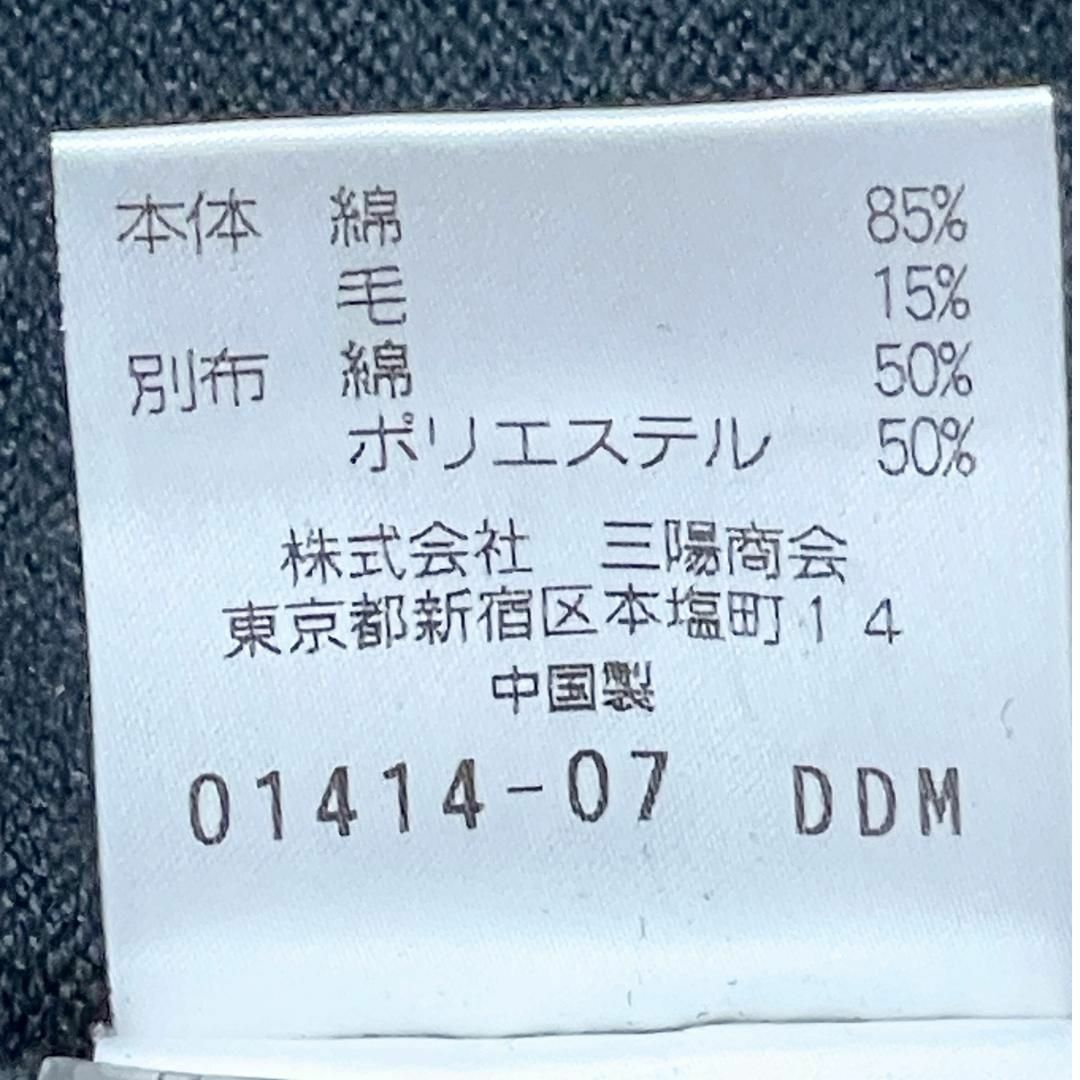 本体 綿 85%
毛 15%
別布 綿 50%
ポリエステル 50%
株式会社 三陽商会
東京都新宿区本塩町14
中国製
01414-07 DDM